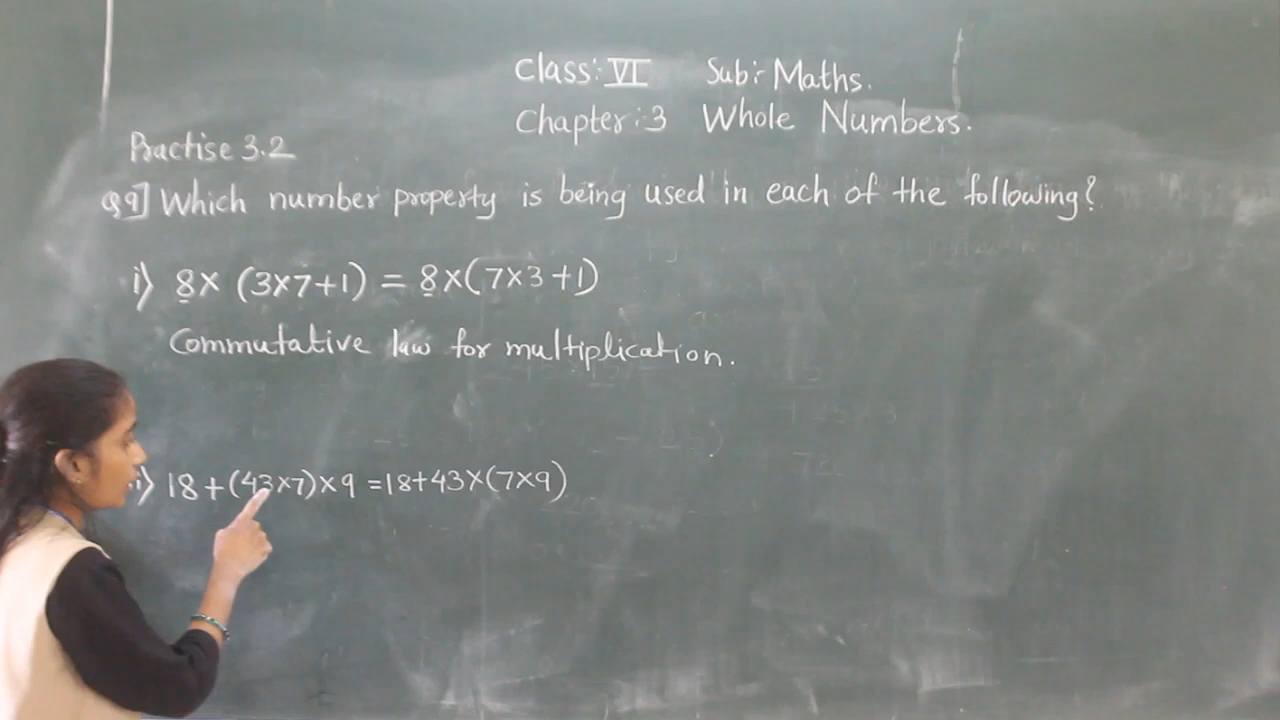 Class:- VI Sub:- Maths.
Chapter:3 Whole Numbers.
Practise 3.2
Q9] Which number property is being used in each of the following?
i) 8×(3×7+1) = 8×(7×3+1)
Commutative law for multiplication.
18+(43×7)×9 =18+43×(7×9)